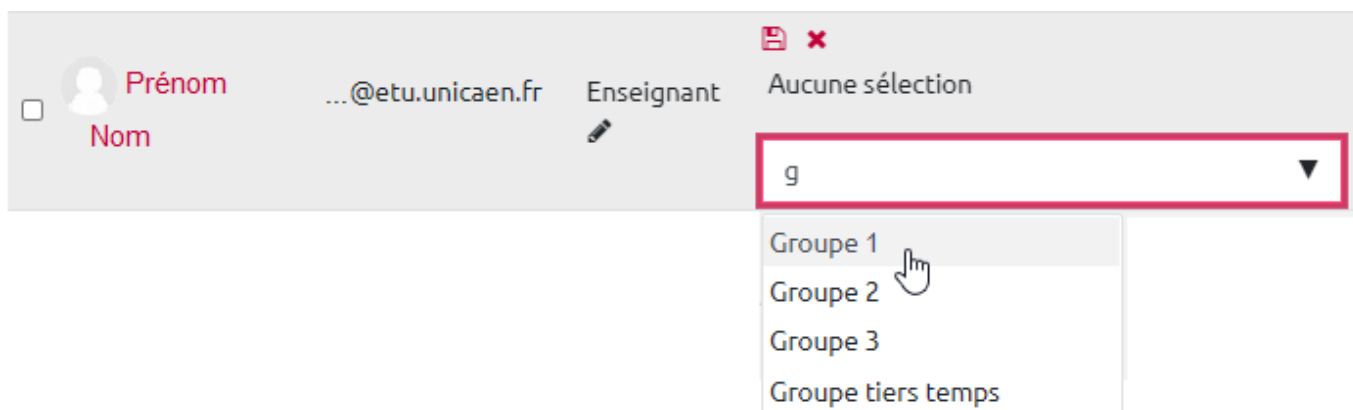 Prénom
Nom
...@etu.unicaen.fr
Enseignant
Aucune sélection
g
Groupe 1
Groupe 2
Groupe 3
Groupe tiers temps